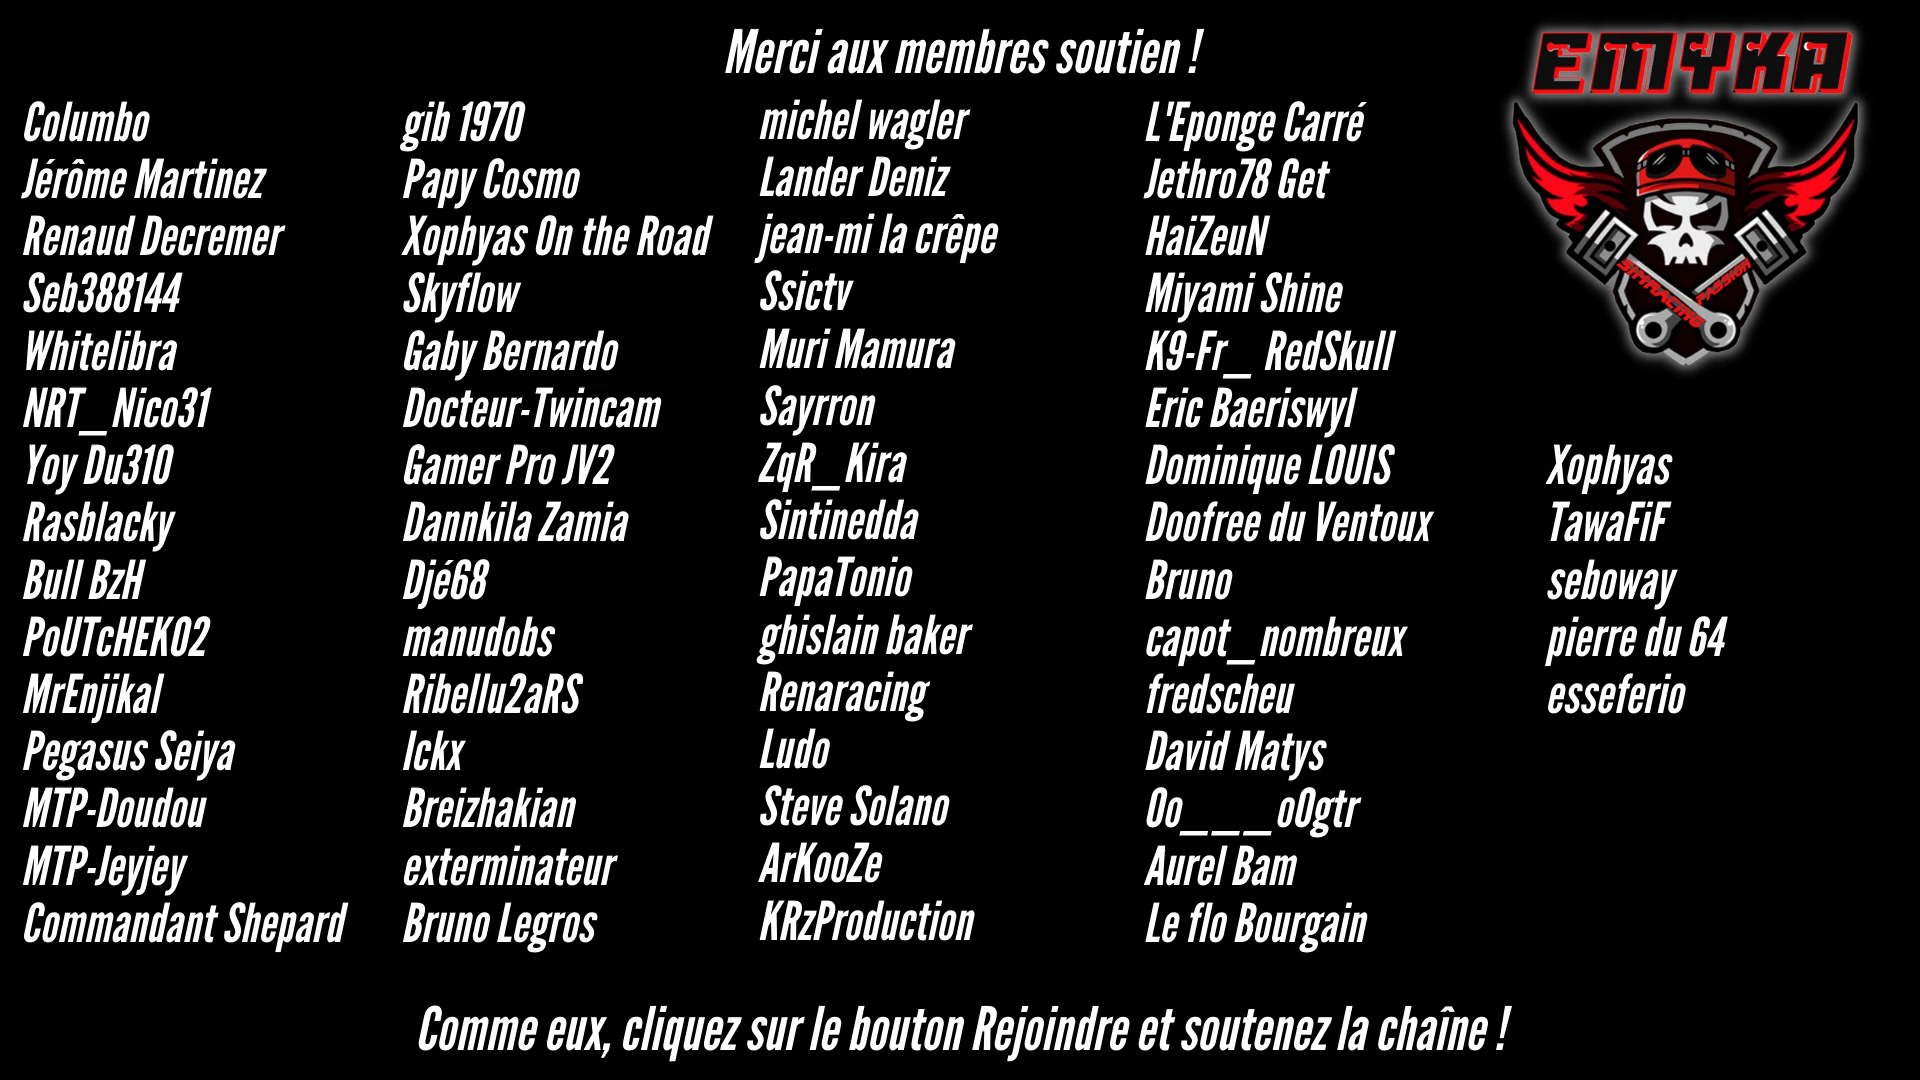 Merci aux membres soutien !
EMYKA
SIMRACING PASSION
Columbo
Jérôme Martinez
Renaud Decremer
Seb388144
Whitelibra
NRT_Nico31
Yoy Du310
Rasblacky
Bull BzH
PoUTcHEK02
MrEnjikal
Pegasus Seiya
MTP-Doudou
MTP-Jeyjey
Commandant Shepard
gib 1970
Papy Cosmo
Xophyas On the Road
Skyflow
Gaby Bernardo
Docteur-Twincam
Gamer Pro JV2
Dannkila Zamia
Djé68
manudobs
Ribellu2aRS
Ickx
Breizhakian
exterminateur
Bruno Legros
michel wagler
Lander Deniz
jean-mi la crêpe
Ssictv
Muri Mamura
Sayrron
ZqR_Kira
Sintinedda
PapaTonio
ghislain baker
Renaracing
Ludo
Steve Solano
ArKooZe
KRzProduction
L'Eponge Carré
Jethro78 Get
HaiZeuN
Miyami Shine
K9-Fr_ RedSkull
Eric Baeriswyl
Dominique LOUIS
Doofree du Ventoux
Bruno
capot_nombreux
fredscheu
David Matys
Oo___oOgtr
Aurel Bam
Le flo Bourgain
Xophyas
TawaFiF
seboway
pierre du 64
esseferio
Comme eux, cliquez sur le bouton Rejoindre et soutenez la chaîne !